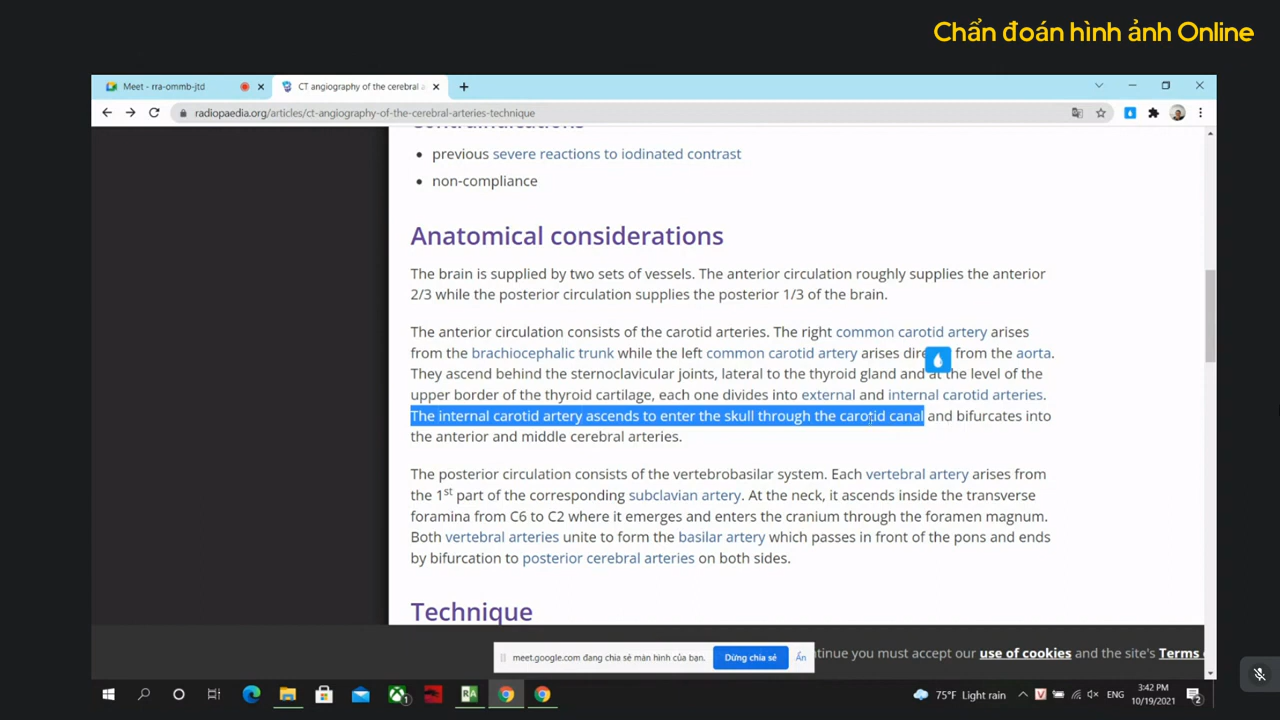 Chẩn đoán hình ảnh Online
Meet - rra-ommb-jtd
CT angiography of the cerebral a
radiopaedia.org/articles/ct-angiography-of-the-cerebral-arteries-technique
Contraindications
• previous severe reactions to iodinated contrast
• non-compliance
Anatomical considerations
The brain is supplied by two sets of vessels. The anterior circulation roughly supplies the anterior
2/3 while the posterior circulation supplies the posterior 1/3 of the brain.
The anterior circulation consists of the carotid arteries. The right common carotid artery arises
from the brachiocephalic trunk while the left common carotid artery arises from the aorta.
They ascend behind the sternoclavicular joints, lateral to the thyroid gland and at the level of the
upper border of the thyroid cartilage, each one divides into external and internal carotid arteries.
The internal carotid artery ascends to enter the skull through the carotid canal and bifurcates into
the anterior and middle cerebral arteries.
The posterior circulation consists of the vertebrobasilar system. Each vertebral artery arises from
the 1st part of the corresponding subclavian artery. At the neck, it ascends inside the transverse
foramina from C6 to C2 where it emerges and enters the cranium through the foramen magnum.
Both vertebral arteries unite to form the basilar artery which passes in front of the pons and ends
by bifurcation to posterior cerebral arteries on both sides.
Technique
meet.google.com đang chia sẻ màn hình của bạn. Dừng chia sẻ Ẩn
ntinue you must accept our use of cookies and the site's Terms
75°F Light rain ENG 3:42 PM
10/19/2021